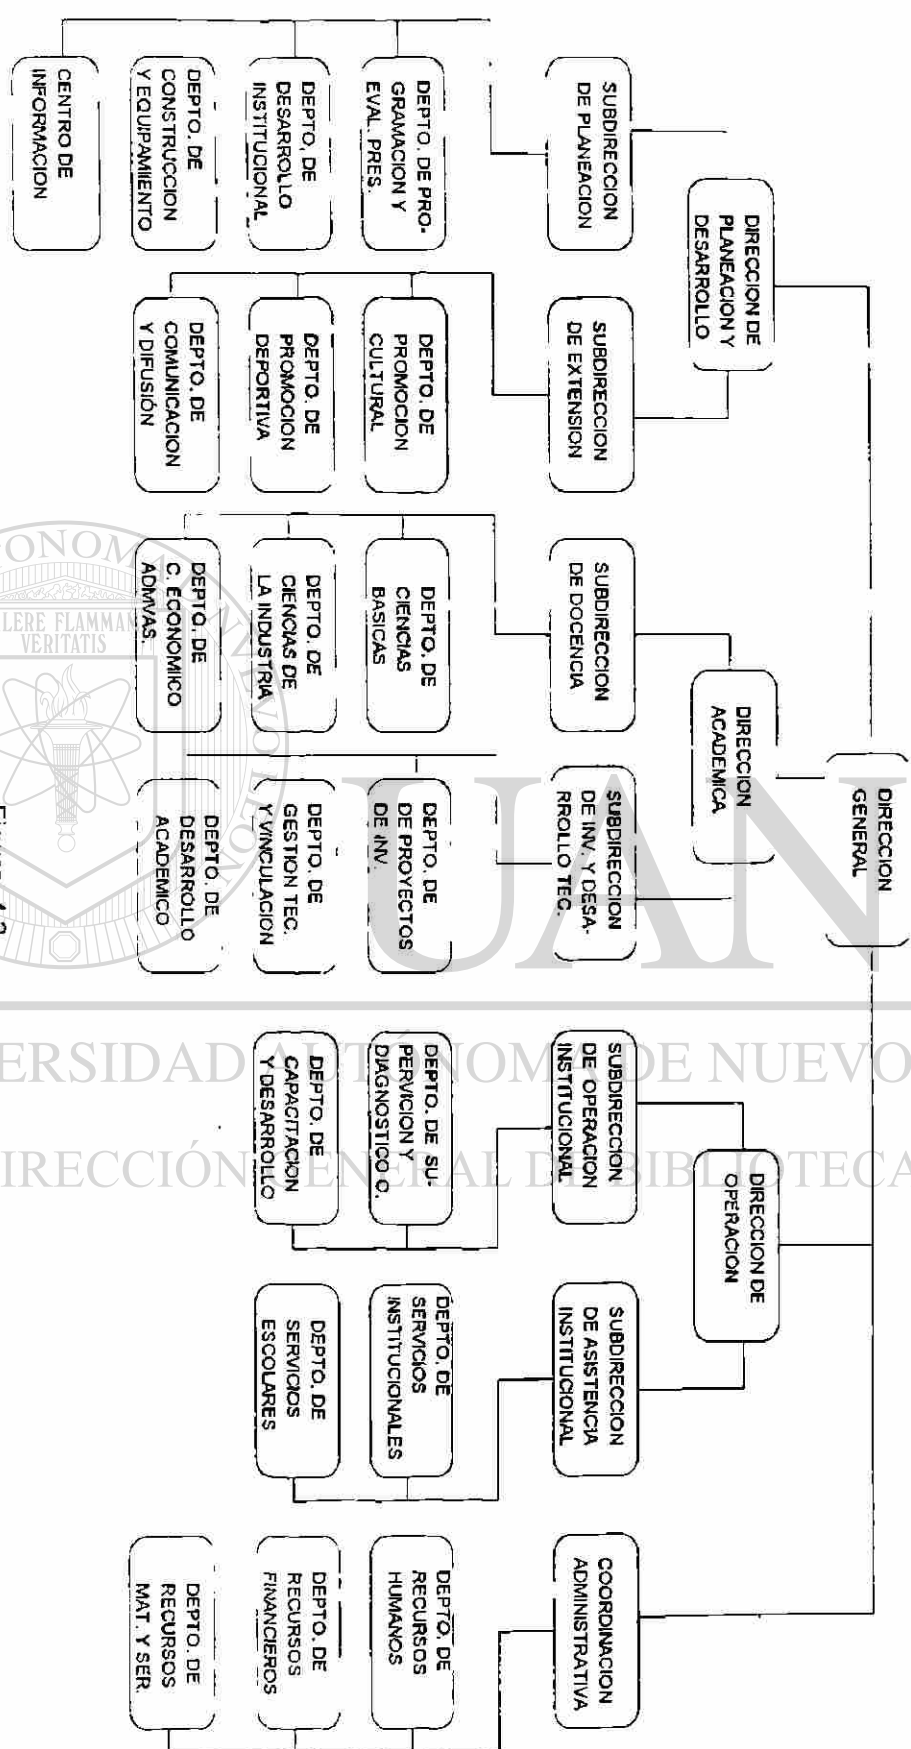 DIRECCION
GENERAL
DIRECCION DE
PLANEACION Y
DESARROLLO
DIRECCION
ACADEMICA
DIRECCION DE
OPERACIÓN
SUBDIRECCION
DE PLANEACION
SUBDIRECCION
DE EXTENSION
SUBDIRECCION
DE DOCENCIA
SUBDIRECCION
DE INV. Y DESA-
RROLLO TEC.
SUBDIRECCION
DE OPERACION
INSTITUCIONAL
SUBDIRECCION
DE ASISTENCIA
INSTITUCIONAL
COORDINACION
ADMINISTRATIVA
DEPTO. DE PRO-
GRAMACION Y
EVAL. PRES.
DEPTO. DE
PROMOCION
CULTURAL
DEPTO. DE
CIENCIAS
BASICAS
DEPTO. DE
DE PROYECTOS
DE INV.
DEPTO. DE SU-
PERVICION Y
DIAGNOSTICO O.
DEPTO. DE
SERVICIOS
INSTITUCIONALES
DEPTO. DE
RECURSOS
HUMANOS
DEPTO. DE
DESARROLLO
INSTITUCIONAL
DEPTO. DE
PROMOCION
DEPORTIVA
DEPTO. DE
CIENCIAS DE
LA INDUSTRIA
DEPTO. DE
GESTION TEC.
Y VINCULACION
DEPTO. DE
CAPACITACION
Y DESARROLLO
DEPTO. DE
SERVICIOS
ESCOLARES
DEPTO. DE
RECURSOS
FINANCIEROS
DEPTO. DE
CONSTRUCCION
Y EQUIPAMIENTO
DEPTO. DE
COMUNICACION
Y DIFUSIÓN
DEPTO. DE
C. ECONOMICO
ADMVAS.
DEPTO. DE
DESARROLLO
ACADEMICO
DEPTO. DE
RECURSOS
MAT. Y SER.
CENTRO DE
INFORMACION
UAN
ERSIDAD AUTÓNOMA DE NUEVO
IRECCIÓN GENERAL DE BIBLIOTECA
LERE FLAMMAM
VERITATIS